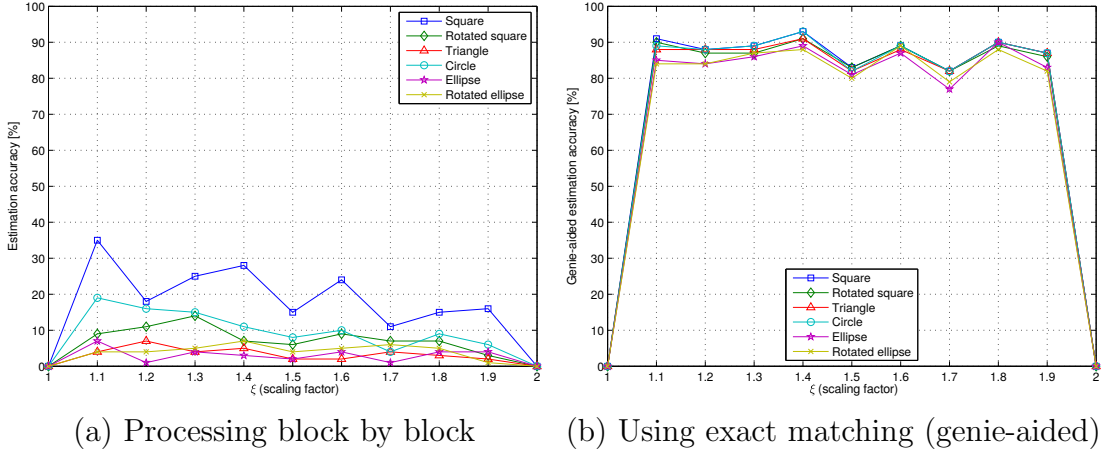 100
90
80
70
60
50
40
30
20
10
0
Estimation accuracy [%]
Square
Rotated square
Triangle
Circle
Ellipse
Rotated ellipse
1 1.1 1.2 1.3 1.4 1.5 1.6 1.7 1.8 1.9 2
ξ (scaling factor)
(a) Processing block by block
100
90
80
70
60
50
40
30
20
10
0
Genie-aided estimation accuracy [%]
Square
Rotated square
Triangle
Circle
Ellipse
Rotated ellipse
1 1.1 1.2 1.3 1.4 1.5 1.6 1.7 1.8 1.9 2
ξ (scaling factor)
(b) Using exact matching (genie-aided)